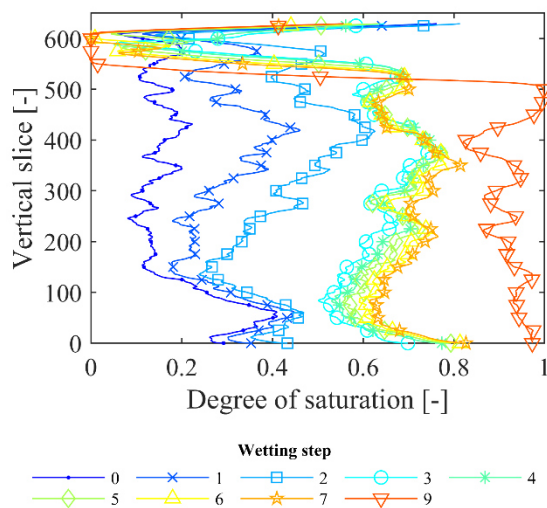 600
500
400
300
200
100
0
Vertical slice [-]
0 0.2 0.4 0.6 0.8 1
Degree of saturation [-]
Wetting step
0 1 2 3 4
5 6 7 9